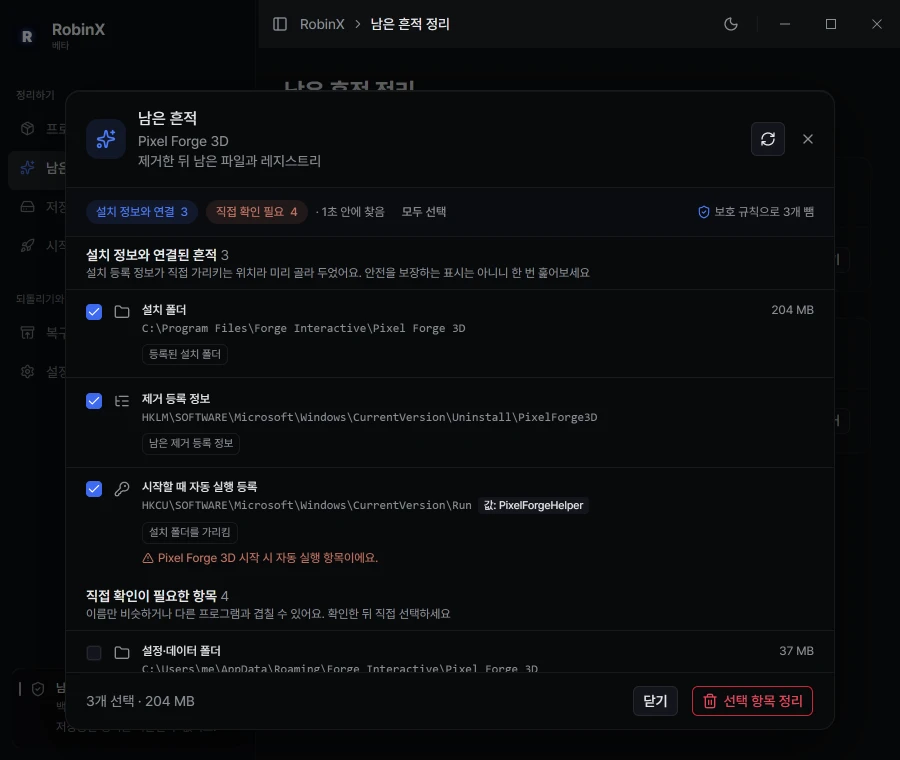 R RobinX
베타
RobinX > 남은 흔적 정리
정리하기
남은 흔적 정리
남은 흔적
Pixel Forge 3D
제거한 뒤 남은 파일과 레지스트리
설치 정보와 연결 3
직접 확인 필요 4
· 1초 안에 찾음
모두 선택
보호 규칙으로 3개 뺌
설치 정보와 연결된 흔적 3
설치 등록 정보가 직접 가리키는 위치라 미리 골라 두었어요. 안전을 보장하는 표시는 아니니 한 번 훑어보세요
설치 폴더
204 MB
C:\Program Files\Forge Interactive\Pixel Forge 3D
등록된 설치 폴더
제거 등록 정보
HKLM\SOFTWARE\Microsoft\Windows\CurrentVersion\Uninstall\PixelForge3D
남은 제거 등록 정보
시작할 때 자동 실행 등록
HKCU\SOFTWARE\Microsoft\Windows\CurrentVersion\Run 값: PixelForgeHelper
설치 폴더를 가리킴
Pixel Forge 3D 시작 시 자동 실행 항목이에요.
직접 확인이 필요한 항목 4
이름만 비슷하거나 다른 프로그램과 겹칠 수 있어요. 확인한 뒤 직접 선택하세요
설정·데이터 폴더
37 MB
C:\Users\me\AppData\Roaming\Forge Interactive\Pixel Forge 3D
3개 선택 · 204 MB
닫기
선택 항목 정리